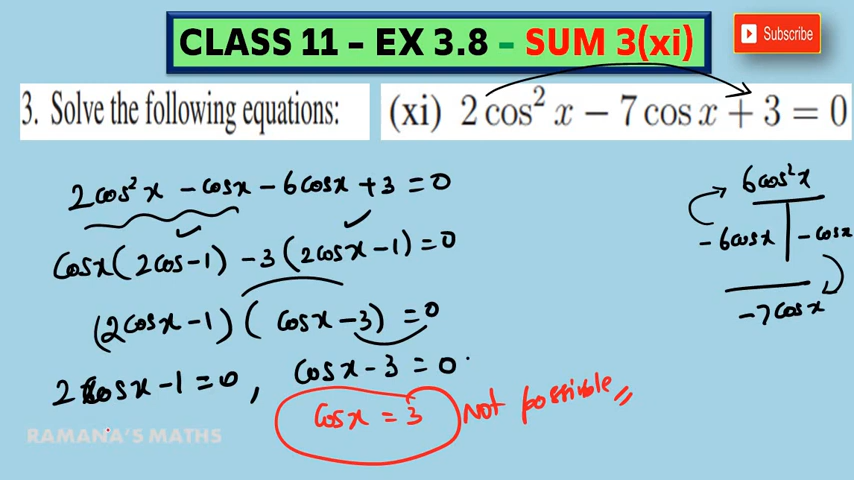 CLASS 11 – EX 3.8 – SUM 3(xi)
Subscribe
3. Solve the following equations:
(xi) 2 cos² x − 7 cos x + 3 = 0
2cos²x - cosx - 6cosx + 3 = 0
cosx(2cos-1) -3(2cosx-1) = 0
(2cosx-1)(cosx-3) = 0
2cosx-1=0, cosx-3=0
cosx = 3 not possible
6cos²x
-6cosx | -cosx
-7cosx
RAMANA'S MATHS